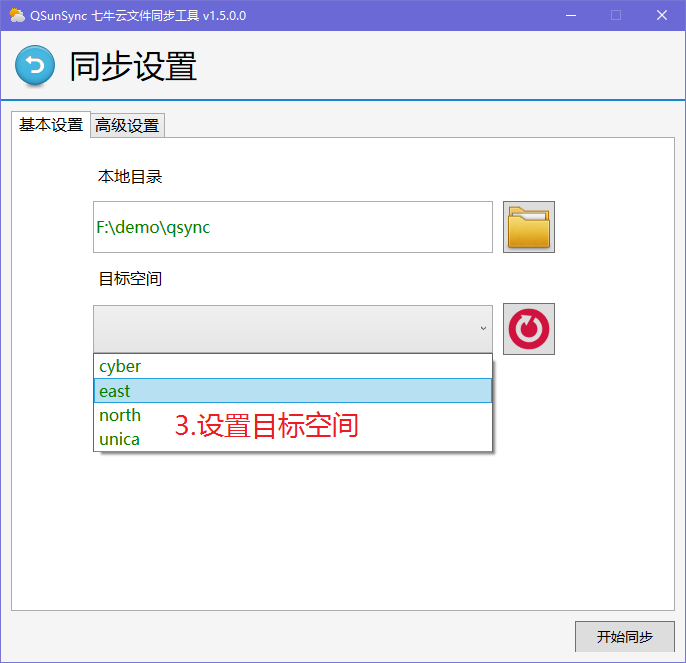 QSunSync 七牛云文件同步工具 v1.5.0.0
同步设置
基本设置 高级设置
本地目录
F:\demo\qsync
目标空间
cyber
east
north
unica
3.设置目标空间
开始同步